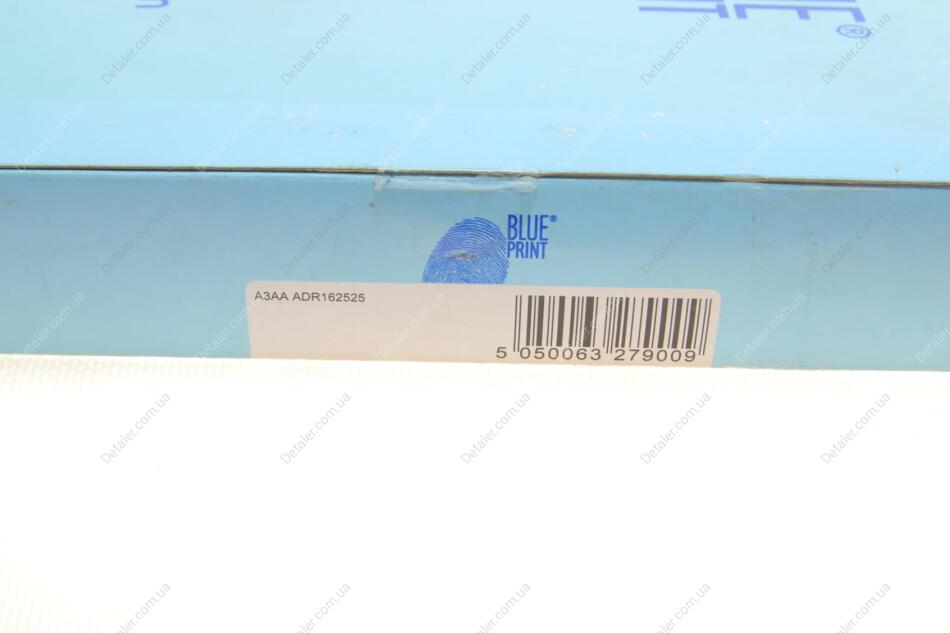 BLUE®
PRINT
A3AA ADR162525
5 050063 279009
Detaler.com.ua